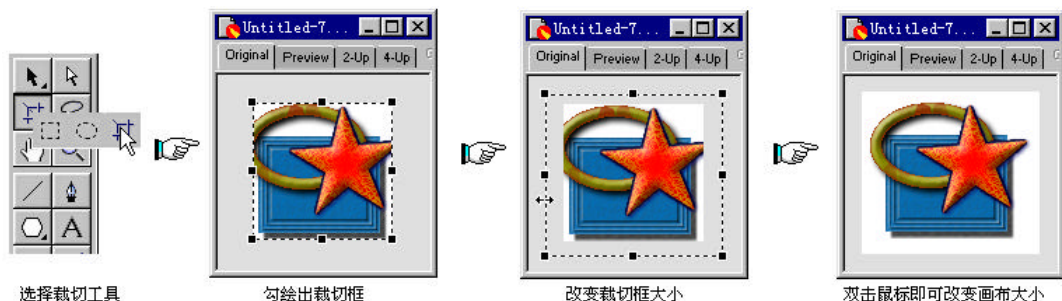 Untitled-7...
Original Preview 2-Up 4-Up
Untitled-7...
Original Preview 2-Up 4-Up
Untitled-7...
Original Preview 2-Up 4-Up
A
选择裁切工具
勾绘出裁切框
改变裁切框大小
双击鼠标即可改变画布大小